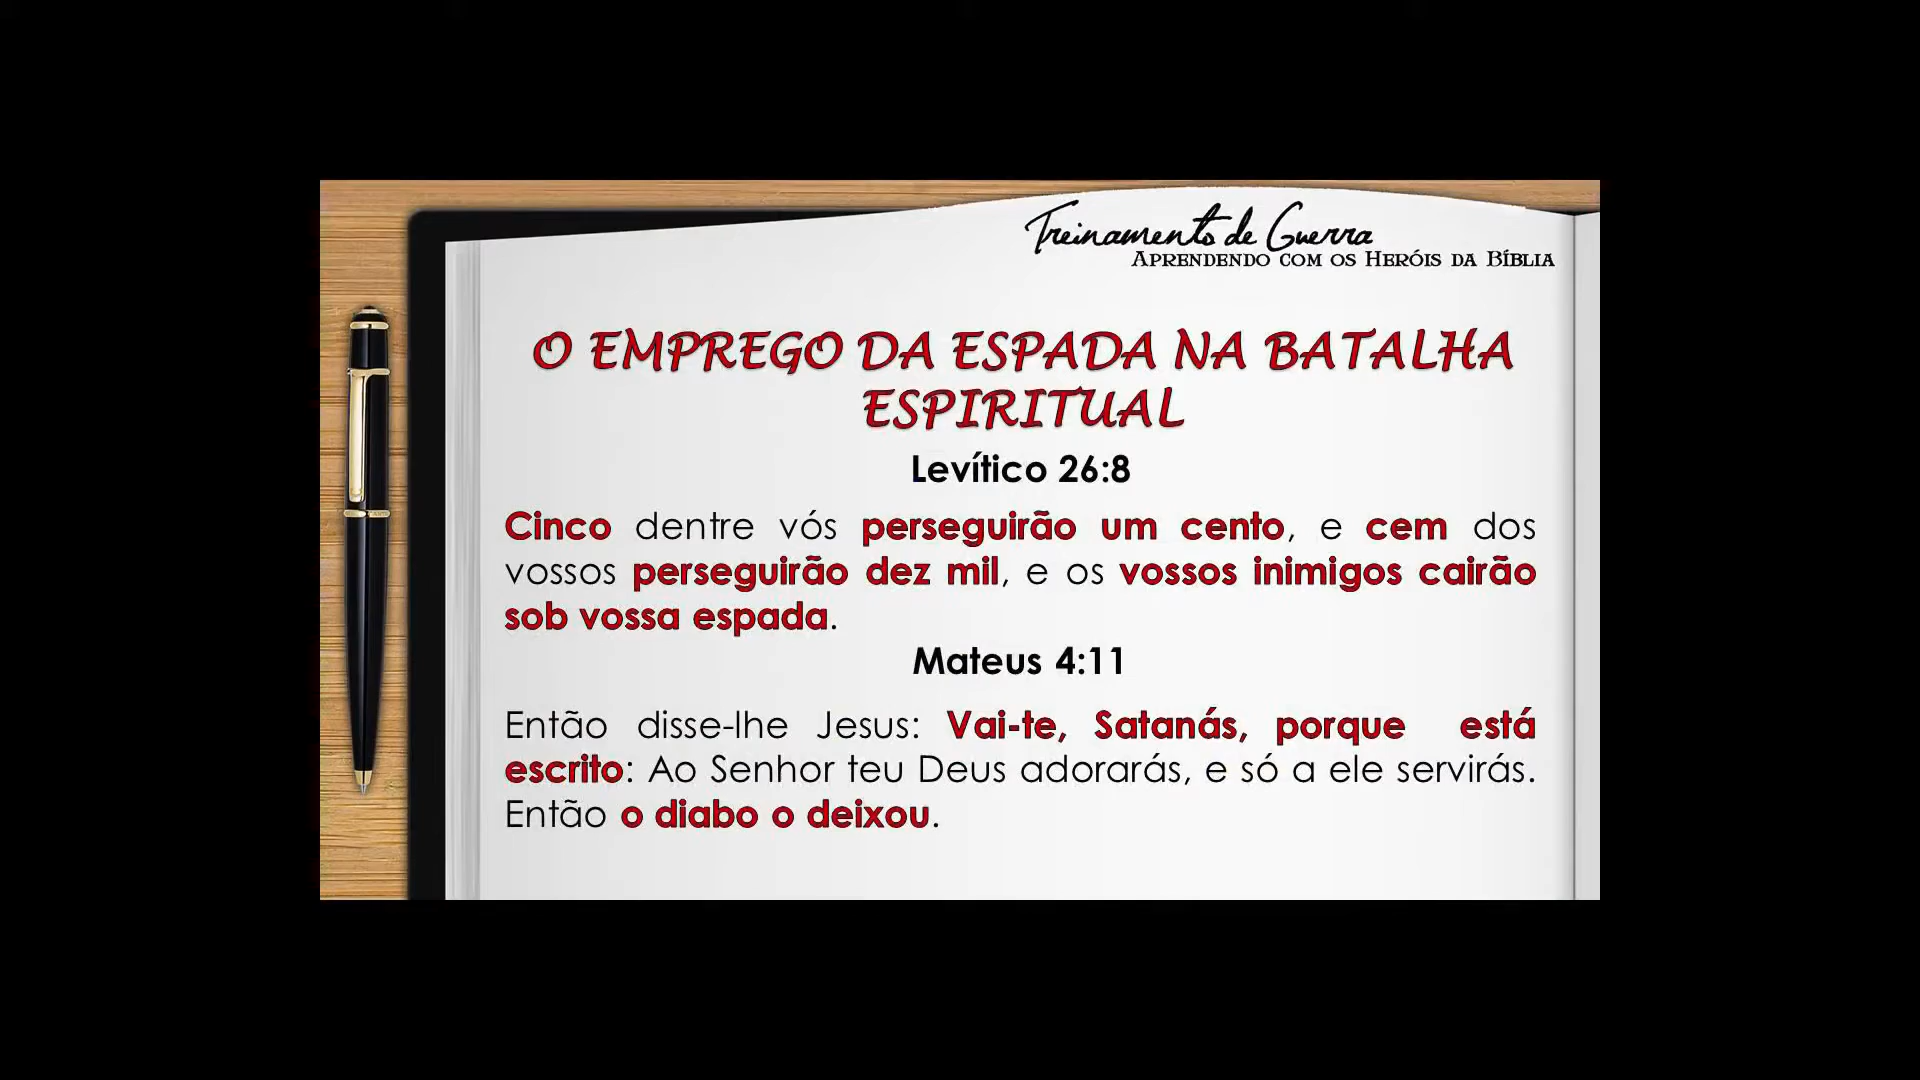 Treinamento de Guerra
Aprendendo com os Heróis da Bíblia
O EMPREGO DA ESPADA NA BATALHA
ESPIRITUAL
Levítico 26:8
Cinco dentre vós perseguirão um cento, e cem dos
vossos perseguirão dez mil, e os vossos inimigos cairão
sob vossa espada.
Mateus 4:11
Então disse-lhe Jesus: Vai-te, Satanás, porque está
escrito: Ao Senhor teu Deus adorarás, e só a ele servirás.
Então o diabo o deixou.